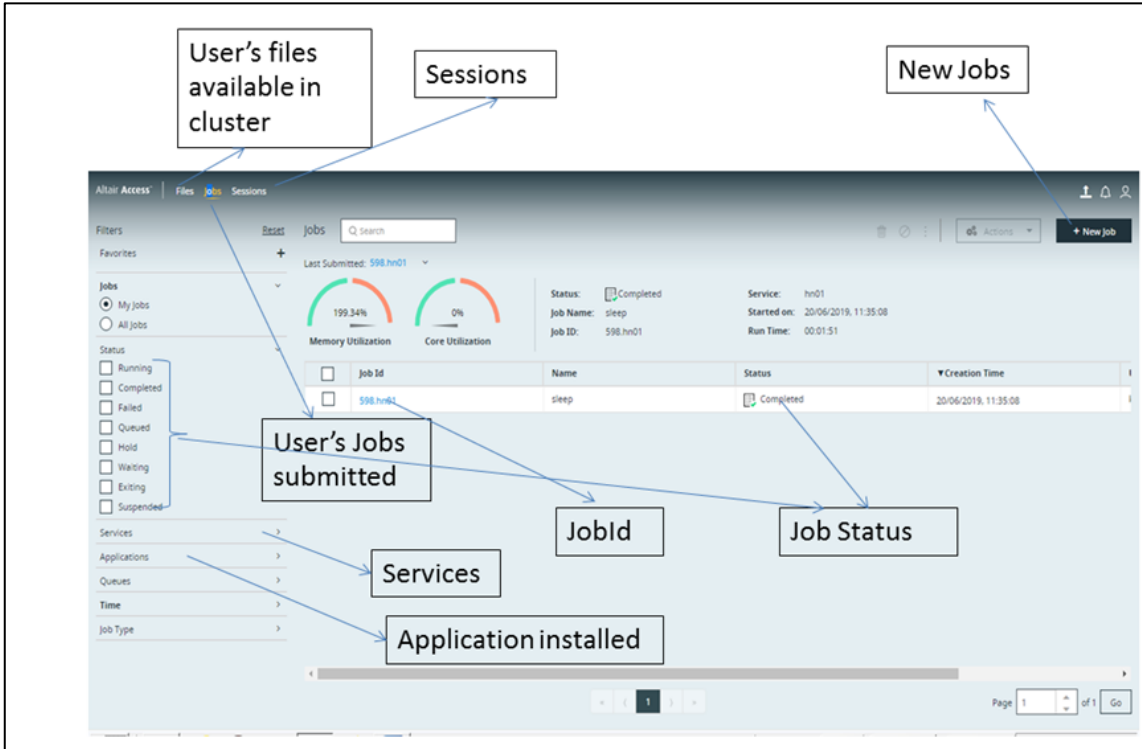 User's files
available in
cluster
Sessions
New Jobs
Altair Access™ Files Jobs Sessions
Filters Reset
Jobs Search Actions + New Job
Favorites +
Last Submitted: 598.hn01
Jobs
My Jobs
All Jobs
199.34% 0%
Memory Utilization Core Utilization
Status: Completed Service: hn01
Job Name: sleep Started on: 20/06/2019, 11:35:08
Job ID: 598.hn01 Run Time: 00:01:51
Status
Running
Completed
Failed
Queued
Hold
Waiting
Exiting
Suspended
Job Id Name Status ▼Creation Time
598.hn01 sleep Completed 20/06/2019, 11:35:08
User's Jobs
submitted
JobId
Job Status
Services
Applications
Queues
Time
Job Type
Services
Application installed
« ⟨ 1 ⟩ » Page 1 of 1 Go